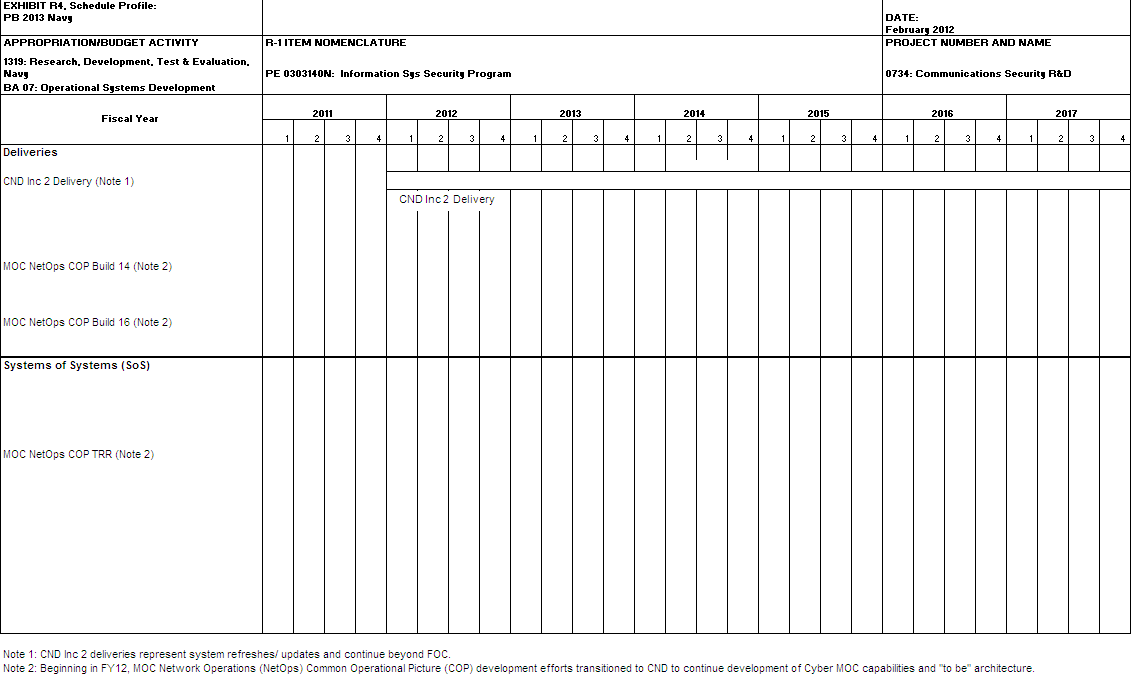 EXHIBIT R4, Schedule Profile:
PB 2013 Navy
DATE:
February 2012
APPROPRIATION/BUDGET ACTIVITY
R-1 ITEM NOMENCLATURE
PROJECT NUMBER AND NAME
1319: Research, Development, Test & Evaluation,
Navy
BA 07: Operational Systems Development
PE 0303140N: Information Sys Security Program
0734: Communications Security R&D
Fiscal Year
2011 2012 2013 2014 2015 2016 2017
1 2 3 4 1 2 3 4 1 2 3 4 1 2 3 4 1 2 3 4 1 2 3 4 1 2 3 4
Deliveries
CND Inc 2 Delivery (Note 1)
CND Inc 2 Delivery
MOC NetOps COP Build 14 (Note 2)
MOC NetOps COP Build 16 (Note 2)
Systems of Systems (SoS)
MOC NetOps COP TRR (Note 2)
Note 1: CND Inc 2 deliveries represent system refreshes/ updates and continue beyond FOC.
Note 2: Beginning in FY12, MOC Network Operations (NetOps) Common Operational Picture (COP) development efforts transitioned to CND to continue development of Cyber MOC capabilities and "to be" architecture.